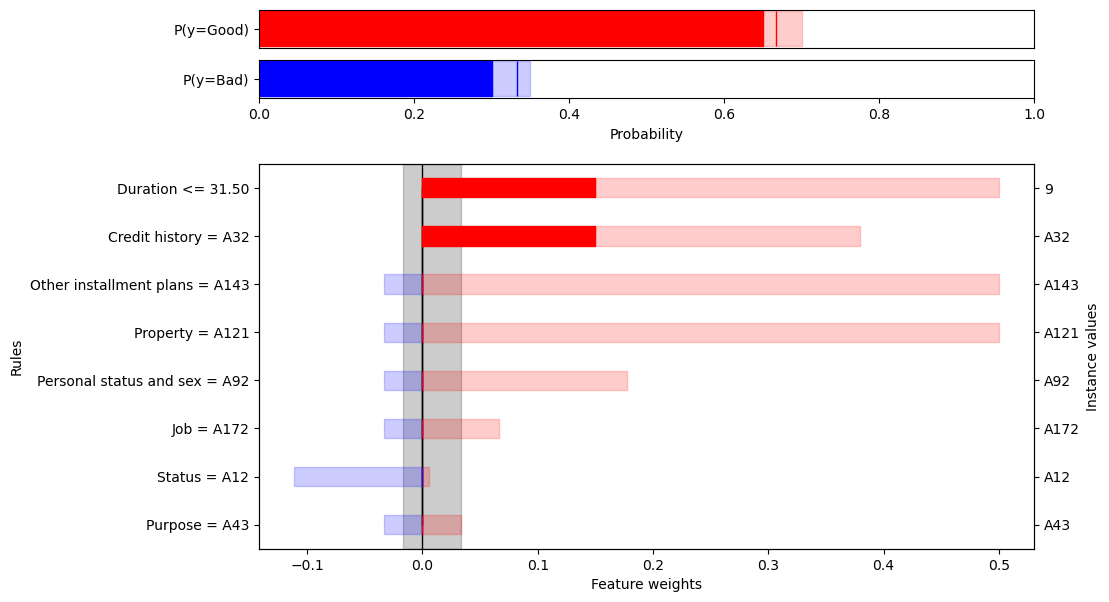 P(y=Good)
P(y=Bad)
0.0 0.2 0.4 0.6 0.8 1.0
Probability
Duration <= 31.50 9
Credit history = A32 A32
Other installment plans = A143 A143
Property = A121 A121
Personal status and sex = A92 A92
Job = A172 A172
Status = A12 A12
Purpose = A43 A43
Rules
Instance values
−0.1 0.0 0.1 0.2 0.3 0.4 0.5
Feature weights